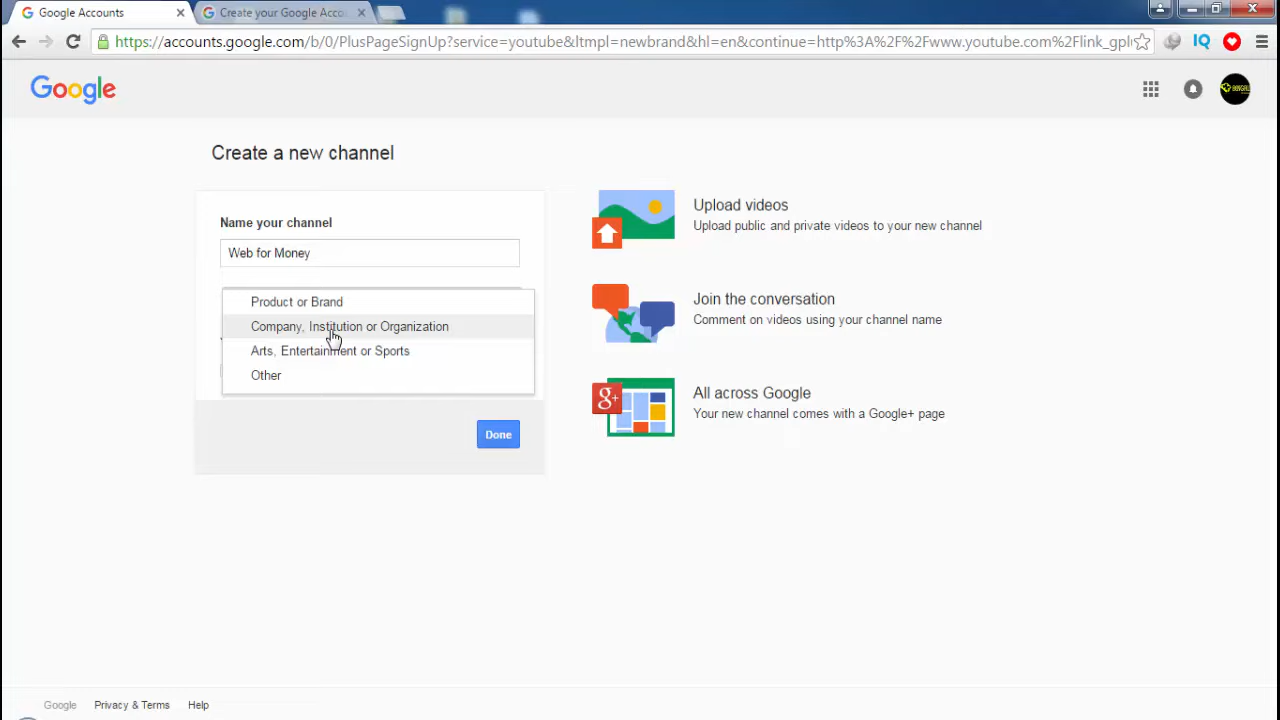 Google Accounts
Create your Google Accou
https://accounts.google.com/b/0/PlusPageSignUp?service=youtube&ltmpl=newbrand&hl=en&continue=http%3A%2F%2Fwww.youtube.com%2Flink_gplu
IQ
Google
Create a new channel
Name your channel
Web for Money
Product or Brand
Company, Institution or Organization
Arts, Entertainment or Sports
Other
Done
Upload videos
Upload public and private videos to your new channel
Join the conversation
Comment on videos using your channel name
g+
All across Google
Your new channel comes with a Google+ page
Google
Privacy & Terms
Help